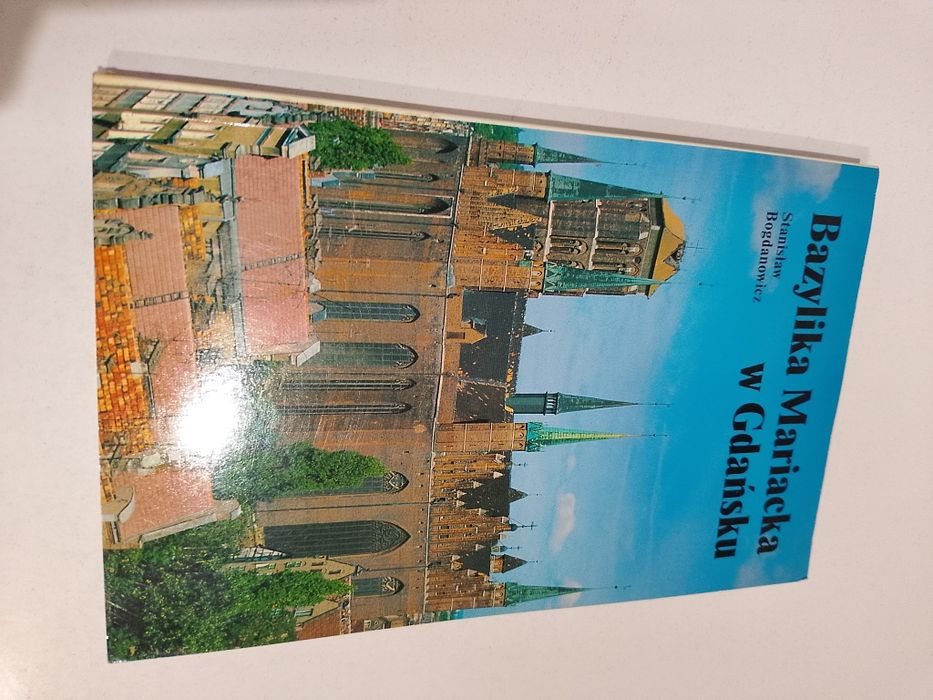 Bazylika Mariacka
w Gdańsku
Stanisław
Bogdanowicz